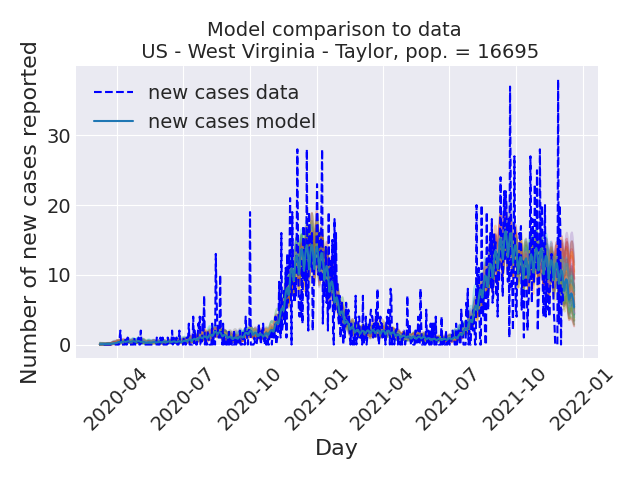 Model comparison to data
US - West Virginia - Taylor, pop. = 16695
new cases data
new cases model
Number of new cases reported
30
20
10
0
2020-04
2020-07
2020-10
2021-01
2021-04
2021-07
2021-10
2022-01
Day